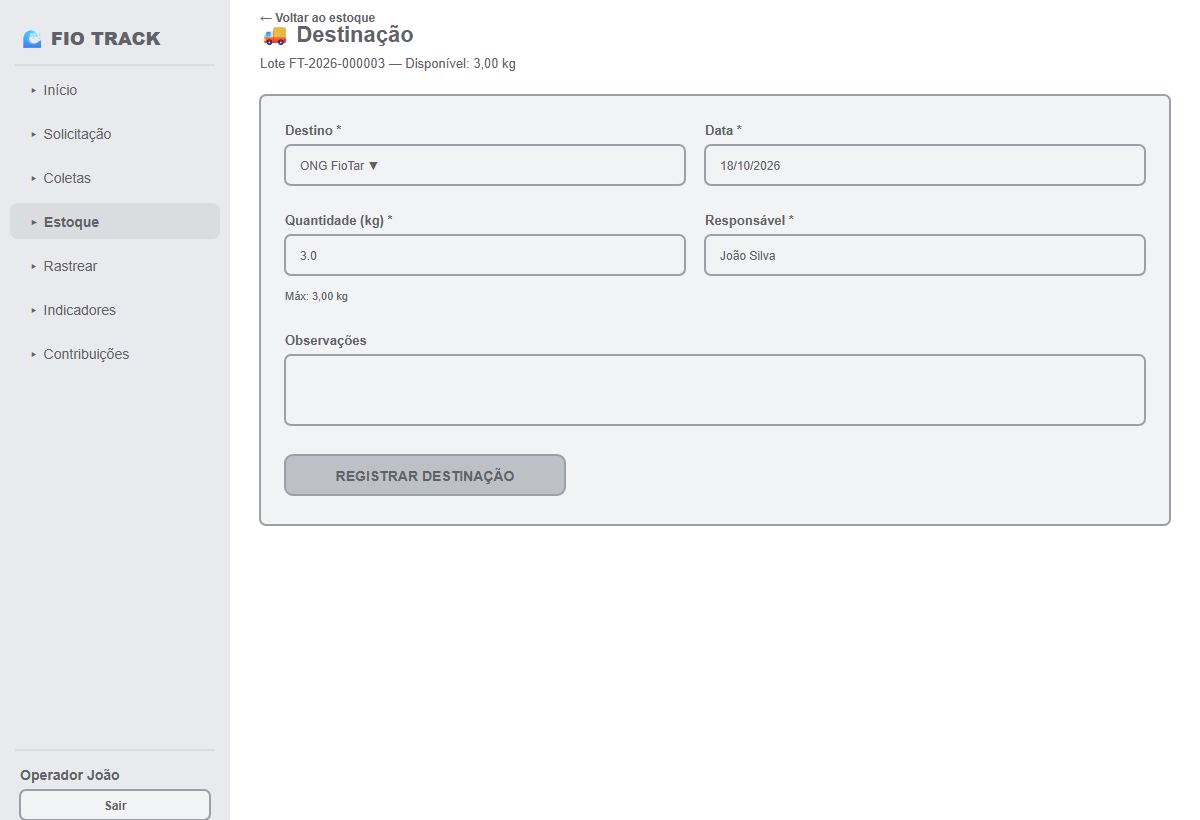 FIO TRACK
▸ Início
▸ Solicitação
▸ Coletas
▸ Estoque
▸ Rastrear
▸ Indicadores
▸ Contribuições
Operador João
Sair
← Voltar ao estoque
Destinação
Lote FT-2026-000003 — Disponível: 3,00 kg
Destino *
Data *
ONG FioTar ▼
18/10/2026
Quantidade (kg) *
Responsável *
3.0
João Silva
Máx: 3,00 kg
Observações
REGISTRAR DESTINAÇÃO